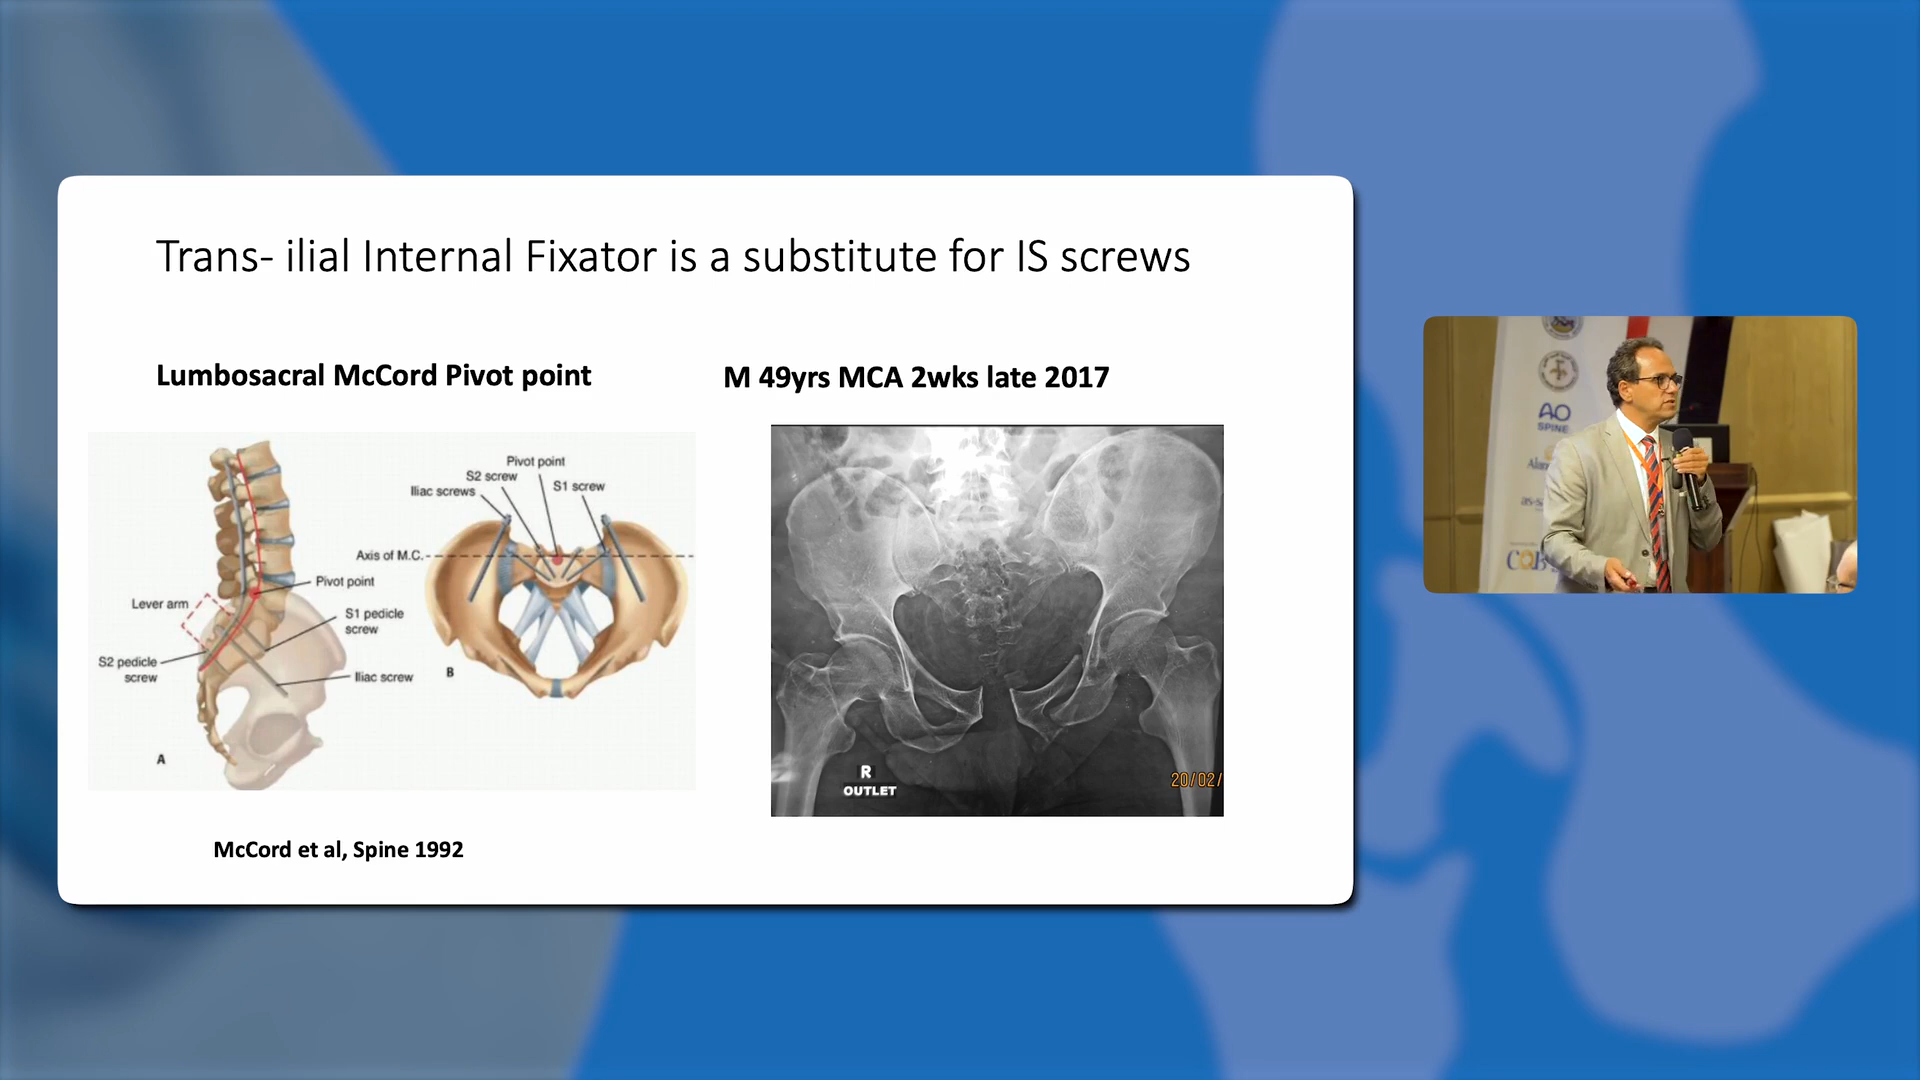 Trans- ilial Internal Fixator is a substitute for IS screws
Lumbosacral McCord Pivot point
M 49yrs MCA 2wks late 2017
Pivot point
S2 screw
Iliac screws
S1 screw
Axis of M.C.
Pivot point
Lever arm
S1 pedicle
screw
S2 pedicle
screw
Iliac screw
A
B
R
OUTLET
20/02/
McCord et al, Spine 1992
AO
SPINE